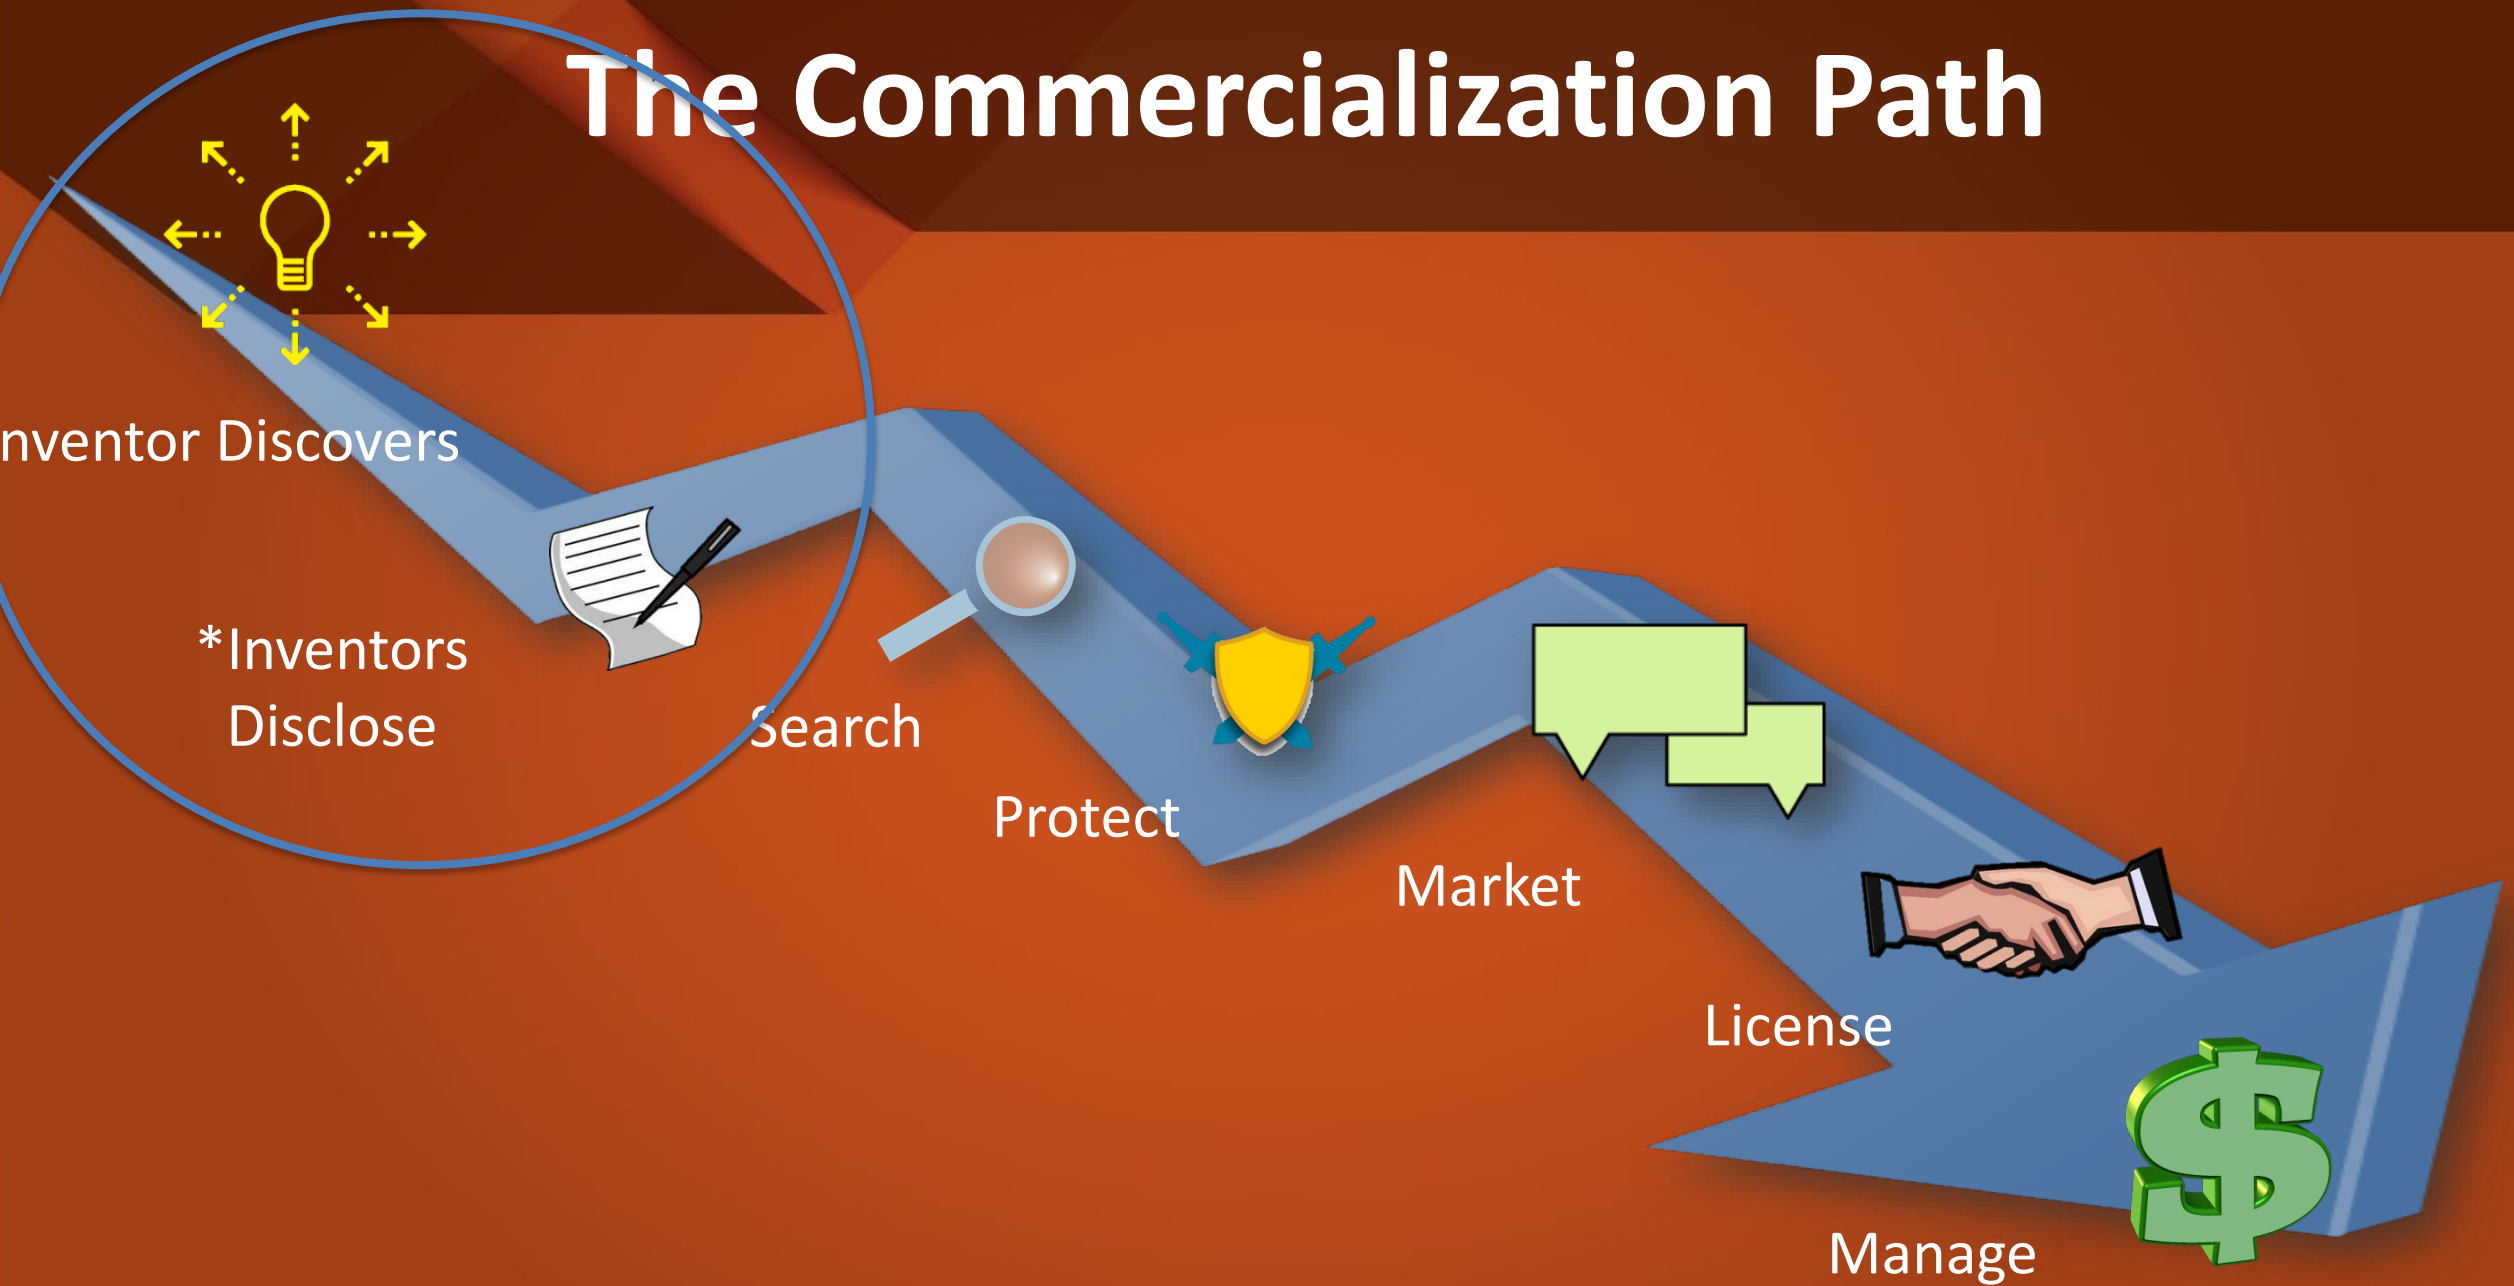 The Commercialization Path
nventor Discovers
*Inventors
Disclose
Search
Protect
Market
License
Manage